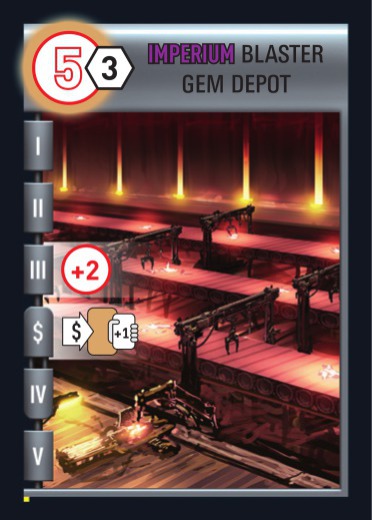 5 3 IMPERIUM BLASTER
GEM DEPOT
I
II
III +2
$ $ +1
IV
V